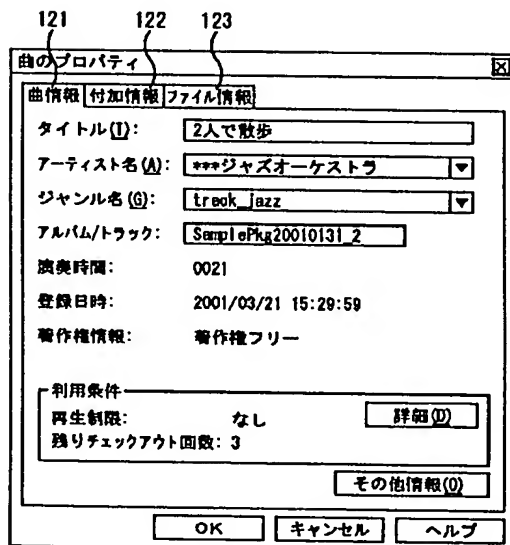 121 122 123
曲のプロパティ
曲情報 付加情報 ファイル情報
タイトル(T): 2人で散歩
アーティスト名(A): ***ジャズオーケストラ
ジャンル名(G): track_jazz
アルバム/トラック: SamplePkg20010131_2
演奏時間: 0021
登録日時: 2001/03/21 15:29:59
著作権情報: 著作権フリー
利用条件
再生制限: なし 詳細(D)
残りチェックアウト回数: 3
その他情報(O)
OK キャンセル ヘルプ